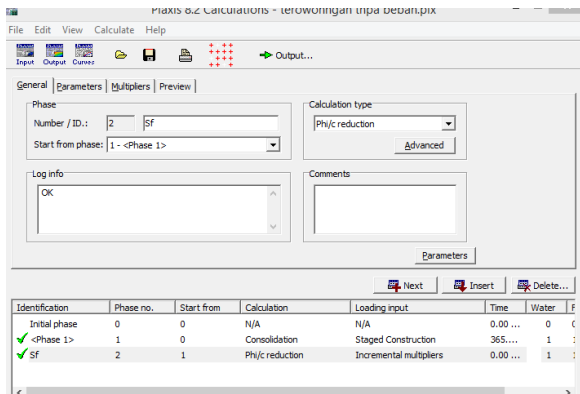 Plaxis 8.2 Calculations - terowongan tnpa beban.plx
File Edit View Calculate Help
Input Output Curves Output...
General Parameters Multipliers Preview
Phase
Number / ID.: 2 Sf
Start from phase: 1 - <Phase 1>
Calculation type
Phi/c reduction
Advanced
Log info
OK
Comments
Parameters
Next Insert Delete...
Identification Phase no. Start from Calculation Loading input Time Water F
Initial phase 0 0 N/A N/A 0.00 ... 0 0
<Phase 1> 1 0 Consolidation Staged Construction 365.... 1 1
Sf 2 1 Phi/c reduction Incremental multipliers 0.00 ... 1 1